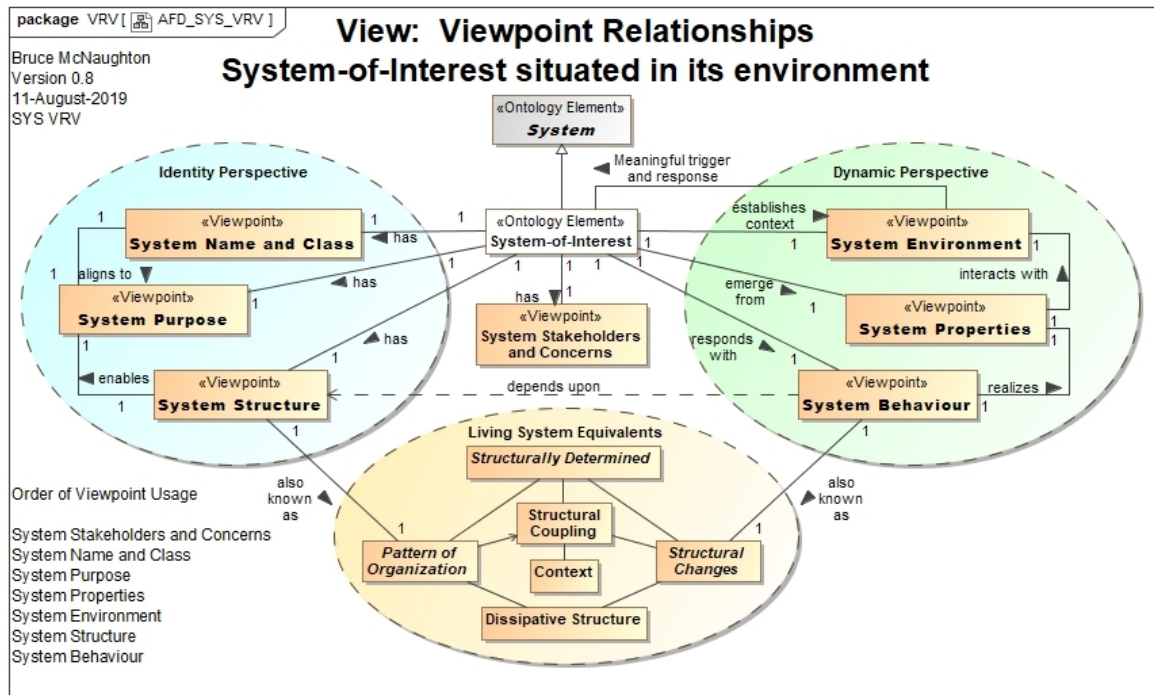 package VRV [ AFD_SYS_VRV ]
View: Viewpoint Relationships
System-of-Interest situated in its environment
Bruce McNaughton
Version 0.8
11-August-2019
SYS VRV
«Ontology Element»
System
Meaningful trigger
and response
Identity Perspective
Dynamic Perspective
1
«Viewpoint»
System Name and Class
1
has
1
«Ontology Element»
System-of-Interest
1
establishes
context
1
«Viewpoint»
System Environment
1
1
aligns to
«Viewpoint»
System Purpose
1
1
has
1
1
has
1
1
1
1
1
1
has
1
«Viewpoint»
System Stakeholders
and Concerns
emerge
from
1
interacts with
«Viewpoint»
System Properties
1
1
enables
1
«Viewpoint»
System Structure
1
depends upon
responds
with
1
«Viewpoint»
System Behaviour
1
realizes
1
1
Living System Equivalents
Structurally Determined
also
known
as
1
Structural
Coupling
Pattern of
Organization
Context
Structural
Changes
1
also
known
as
Dissipative Structure
Order of Viewpoint Usage
System Stakeholders and Concerns
System Name and Class
System Purpose
System Properties
System Environment
System Structure
System Behaviour